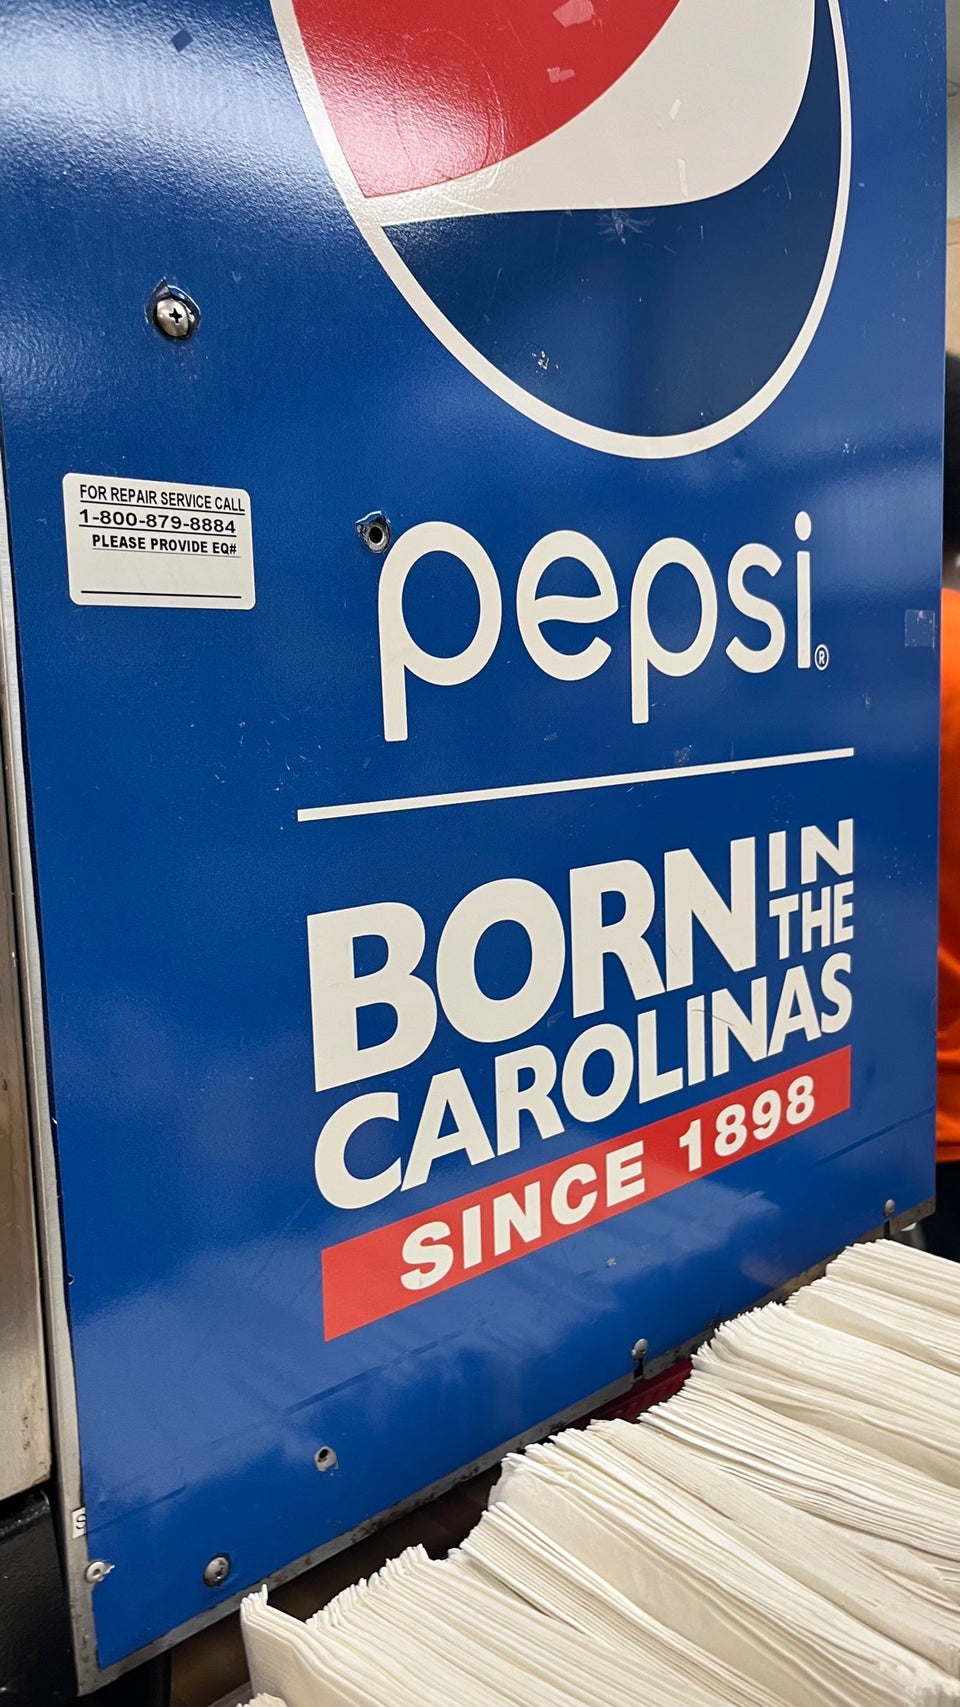 FOR REPAIR SERVICE CALL
1-800-879-8884
PLEASE PROVIDE EQ#
pepsi®
BORN IN THE
CAROLINAS
SINCE 1898
S